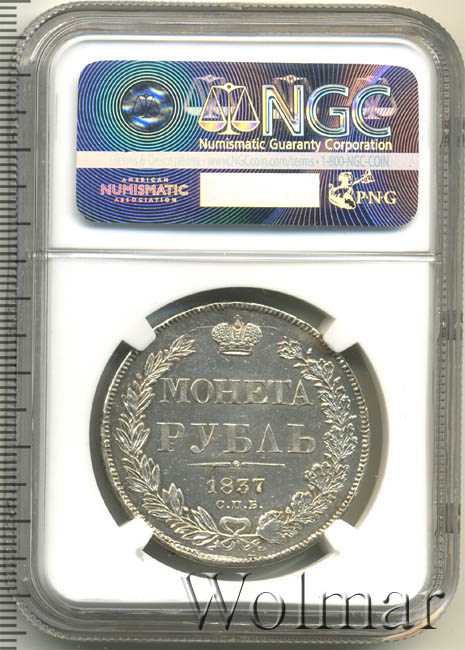 NGC
Numismatic Guaranty Corporation
Terms & Descriptions • www.NGCcoin.com/terms • 1-800-NGC-COIN
AMERICAN
NUMISMATIC
ASSOCIATION
PNG
МОНЕТА
РУБЛЬ
1837
С.П.Б.
Wolmar